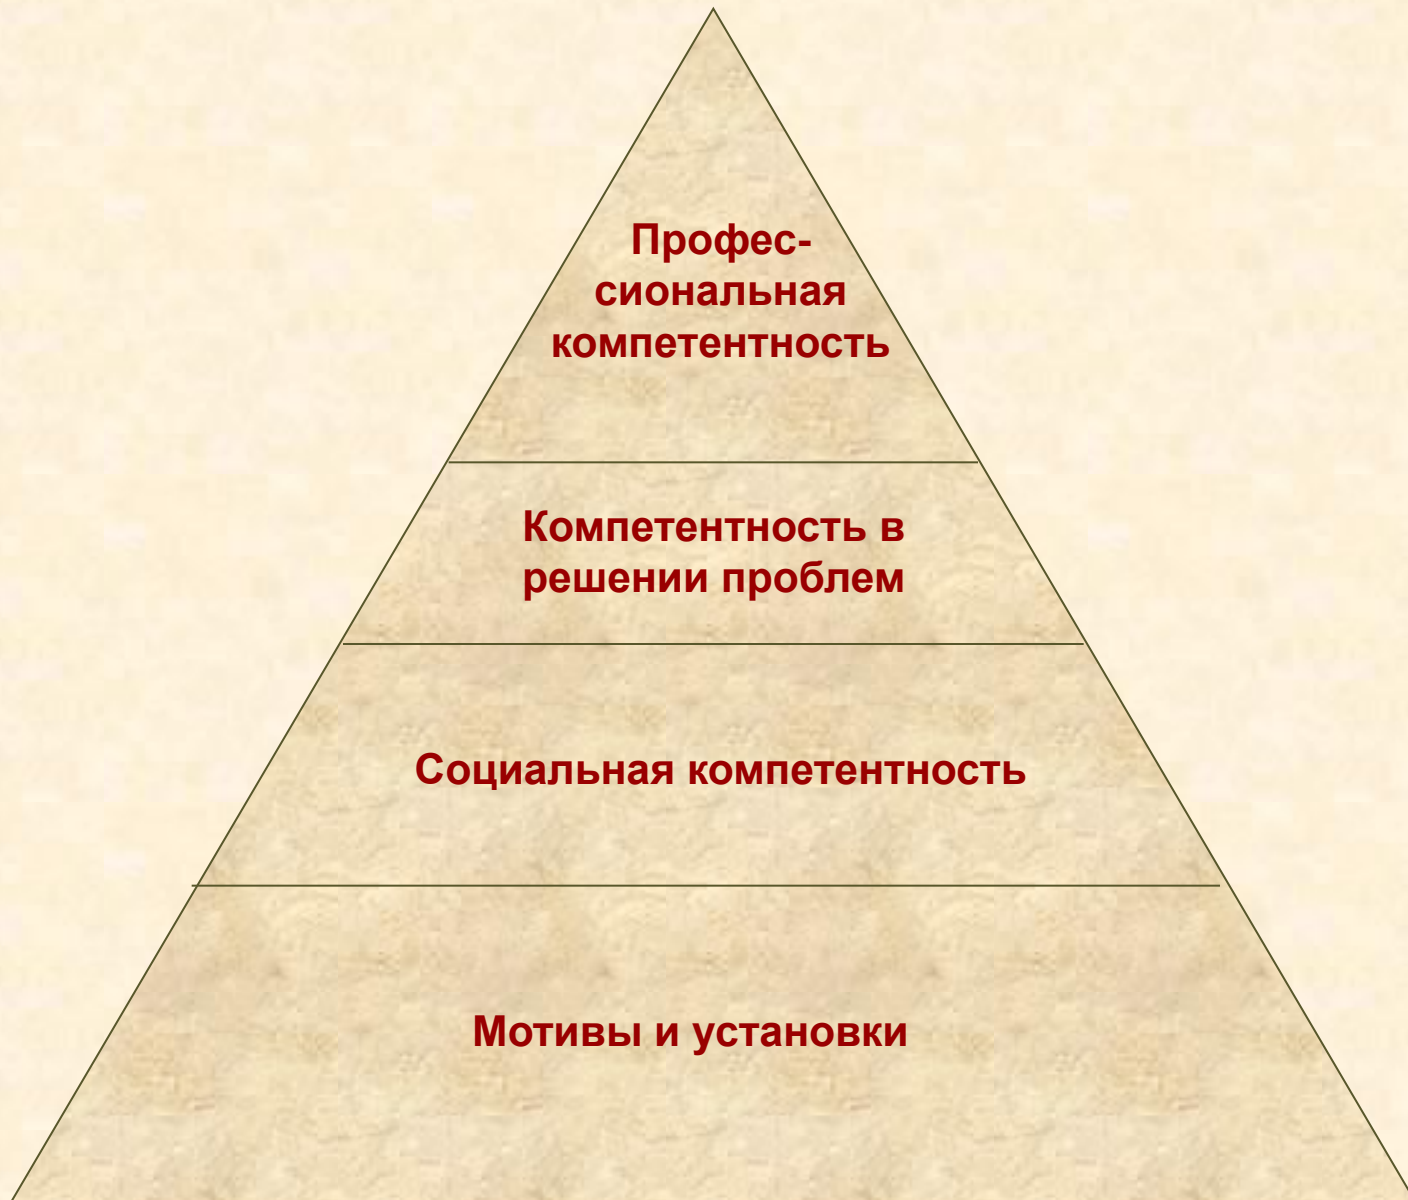 Профес-
сиональная
компетентность
Компетентность в
решении проблем
Социальная компетентность
Мотивы и установки